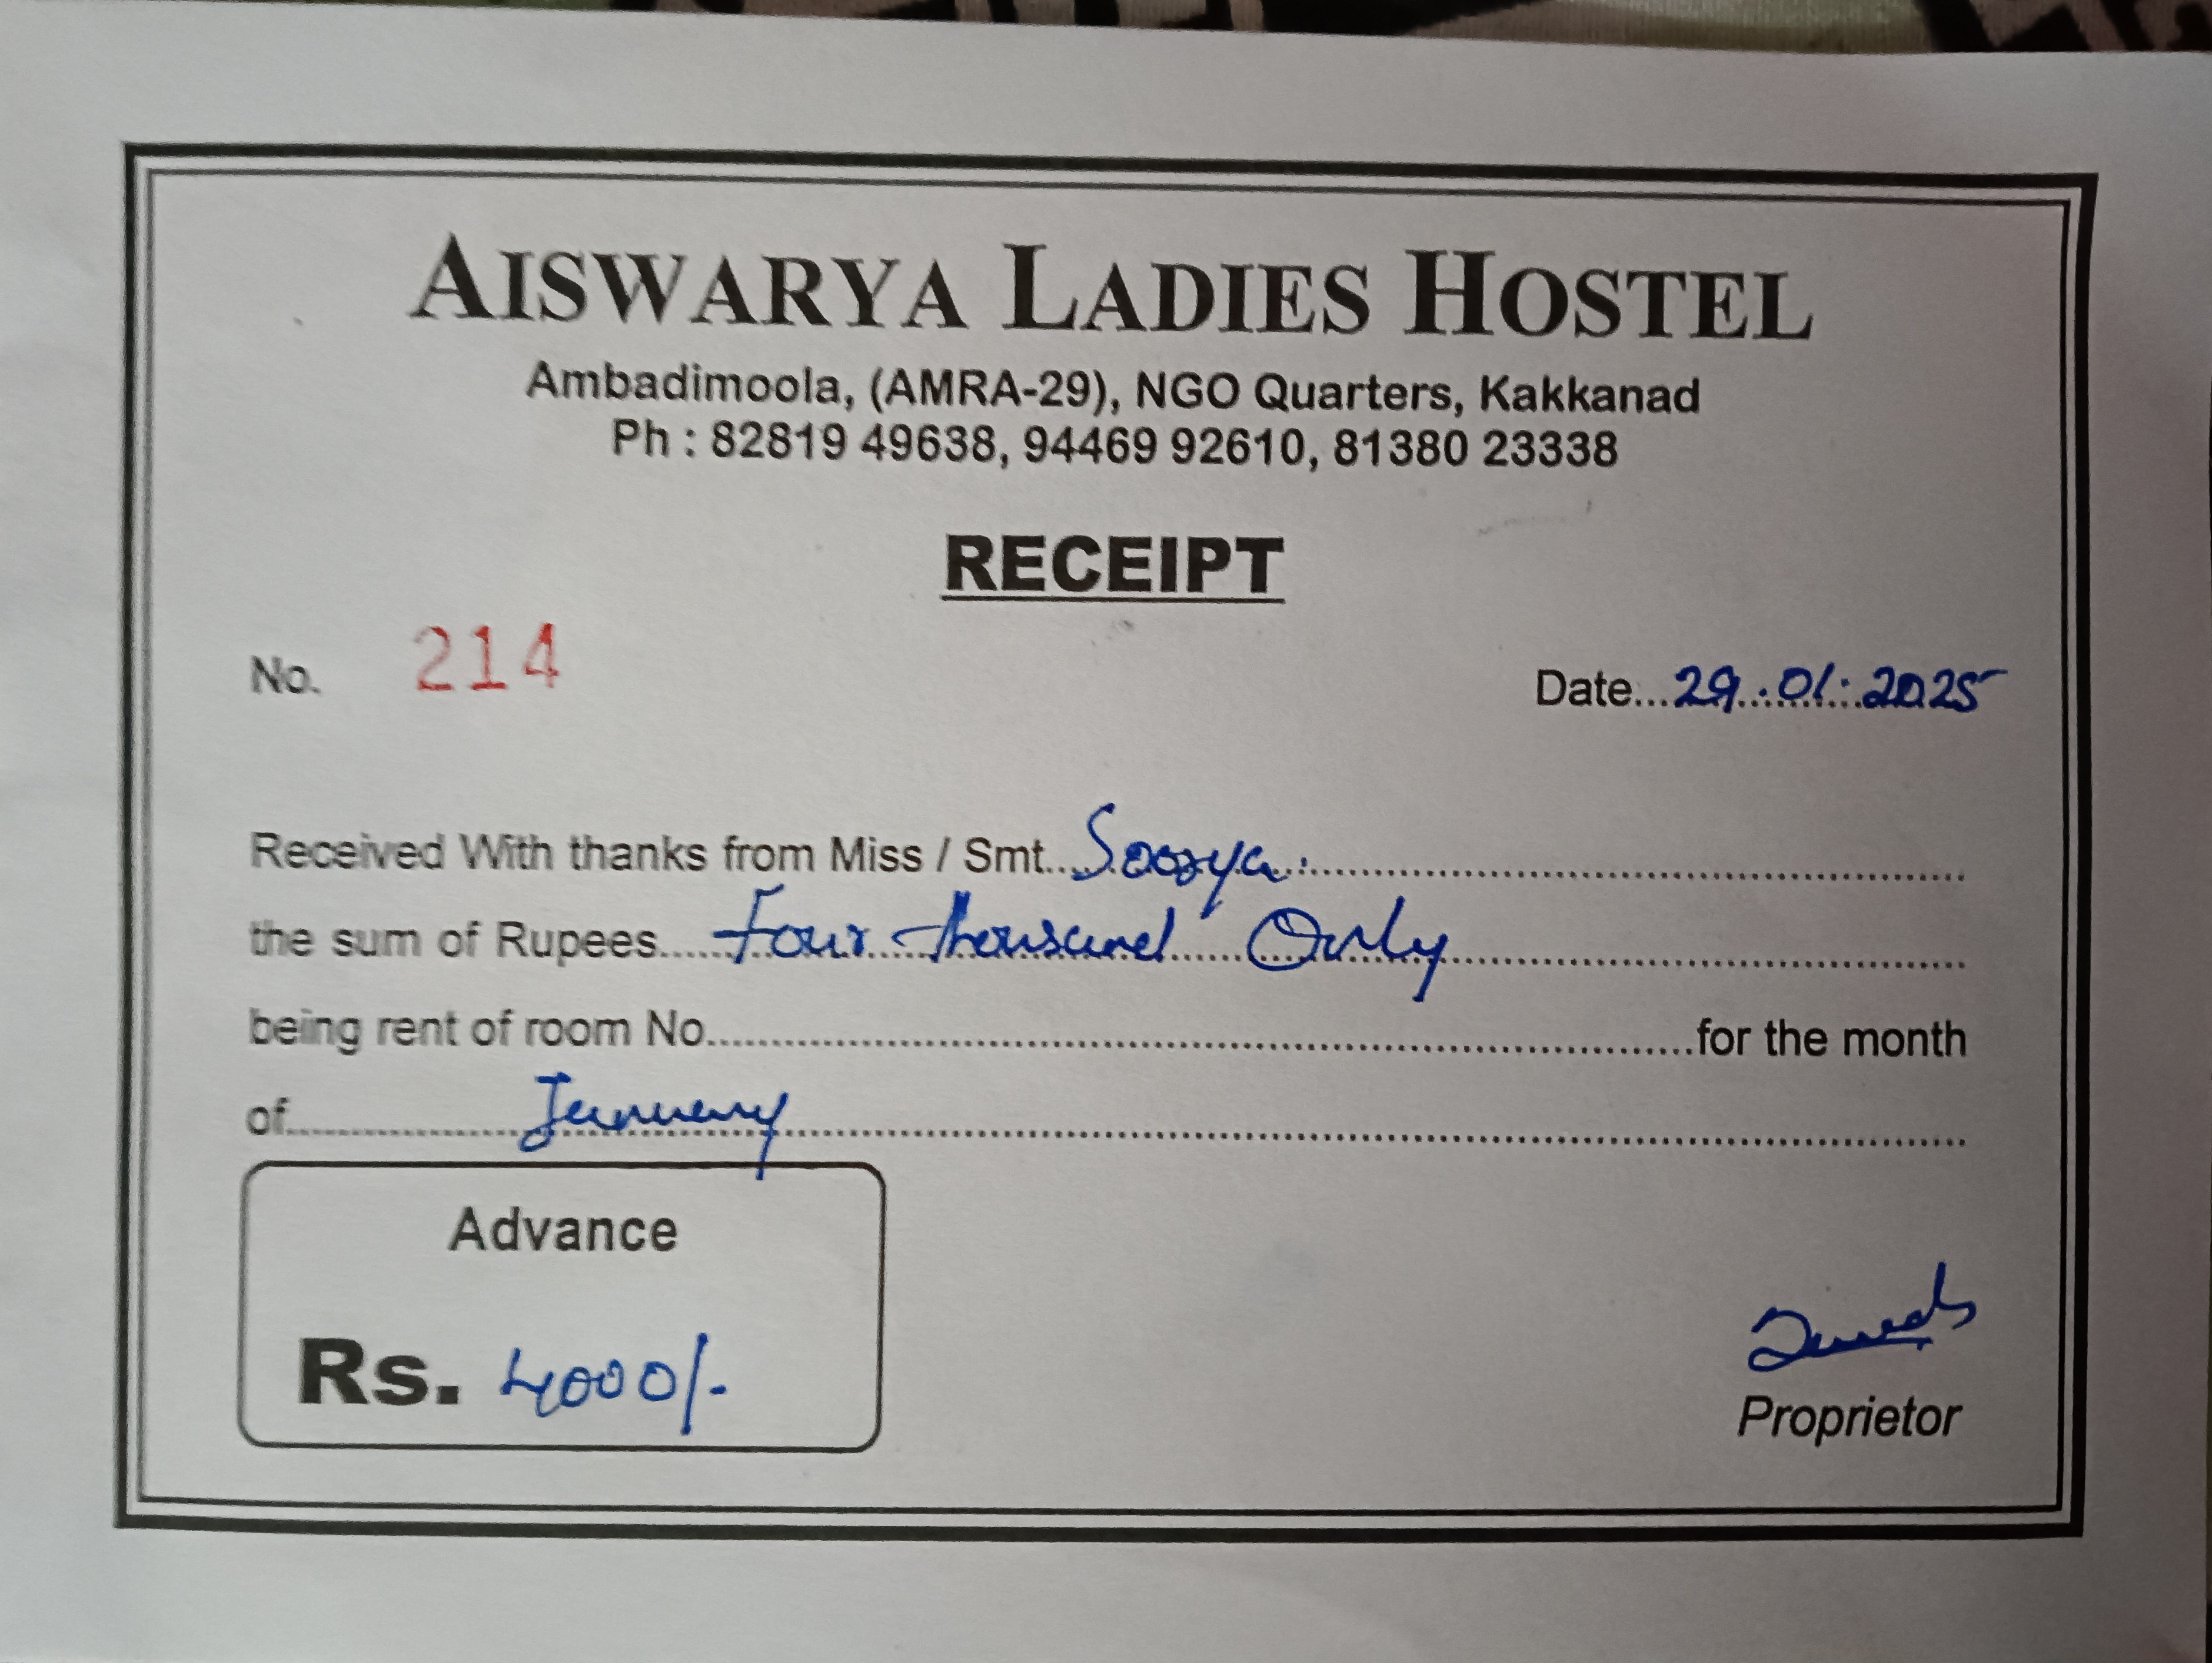 AISWARYA LADIES HOSTEL
Ambadimoola, (AMRA-29), NGO Quarters, Kakkanad
Ph : 82819 49638, 94469 92610, 81380 23338
RECEIPT
No. 214 Date...29.01.2025
Received With thanks from Miss / Smt....Soorya.
the sum of Rupees.....Four thousand Only
being rent of room No..........for the month
of..........January
Advance
Rs. 4000/-
Proprietor